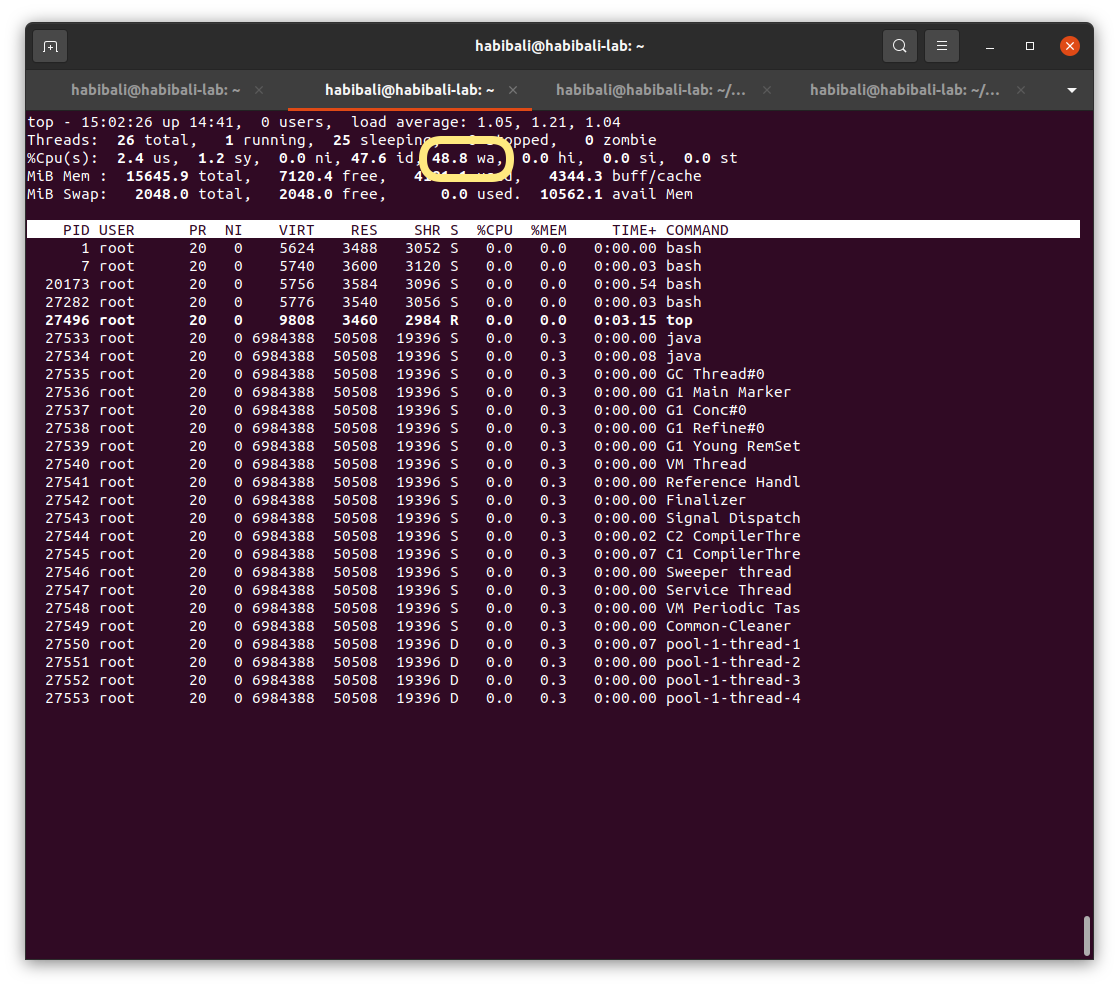 habibali@habibali-lab: ~
habibali@habibali-lab: ~ × habibali@habibali-lab: ~ × habibali@habibali-lab: ~/... × habibali@habibali-lab: ~/... ×
top - 15:02:26 up 14:41,  0 users,  load average: 1.05, 1.21, 1.04
Threads:  26 total,   1 running,  25 sleeping, stopped,   0 zombie
%Cpu(s):  2.4 us,  1.2 sy,  0.0 ni, 47.6 id, 48.8 wa,  0.0 hi,  0.0 si,  0.0 st
MiB Mem :  15645.9 total,   7120.4 free, used,   4344.3 buff/cache
MiB Swap:   2048.0 total,   2048.0 free,      0.0 used.  10562.1 avail Mem
PID USER      PR  NI    VIRT    RES    SHR S  %CPU  %MEM     TIME+ COMMAND
1 root      20   0    5624   3488   3052 S   0.0   0.0   0:00.00 bash
7 root      20   0    5740   3600   3120 S   0.0   0.0   0:00.03 bash
20173 root      20   0    5756   3584   3096 S   0.0   0.0   0:00.54 bash
27282 root      20   0    5776   3540   3056 S   0.0   0.0   0:00.03 bash
27496 root      20   0    9808   3460   2984 R   0.0   0.0   0:03.15 top
27533 root      20   0 6984388  50508  19396 S   0.0   0.3   0:00.00 java
27534 root      20   0 6984388  50508  19396 S   0.0   0.3   0:00.08 java
27535 root      20   0 6984388  50508  19396 S   0.0   0.3   0:00.00 GC Thread#0
27536 root      20   0 6984388  50508  19396 S   0.0   0.3   0:00.00 G1 Main Marker
27537 root      20   0 6984388  50508  19396 S   0.0   0.3   0:00.00 G1 Conc#0
27538 root      20   0 6984388  50508  19396 S   0.0   0.3   0:00.00 G1 Refine#0
27539 root      20   0 6984388  50508  19396 S   0.0   0.3   0:00.00 G1 Young RemSet
27540 root      20   0 6984388  50508  19396 S   0.0   0.3   0:00.00 VM Thread
27541 root      20   0 6984388  50508  19396 S   0.0   0.3   0:00.00 Reference Handl
27542 root      20   0 6984388  50508  19396 S   0.0   0.3   0:00.00 Finalizer
27543 root      20   0 6984388  50508  19396 S   0.0   0.3   0:00.00 Signal Dispatch
27544 root      20   0 6984388  50508  19396 S   0.0   0.3   0:00.02 C2 CompilerThre
27545 root      20   0 6984388  50508  19396 S   0.0   0.3   0:00.07 C1 CompilerThre
27546 root      20   0 6984388  50508  19396 S   0.0   0.3   0:00.00 Sweeper thread
27547 root      20   0 6984388  50508  19396 S   0.0   0.3   0:00.00 Service Thread
27548 root      20   0 6984388  50508  19396 S   0.0   0.3   0:00.00 VM Periodic Tas
27549 root      20   0 6984388  50508  19396 S   0.0   0.3   0:00.00 Common-Cleaner
27550 root      20   0 6984388  50508  19396 D   0.0   0.3   0:00.07 pool-1-thread-1
27551 root      20   0 6984388  50508  19396 D   0.0   0.3   0:00.00 pool-1-thread-2
27552 root      20   0 6984388  50508  19396 D   0.0   0.3   0:00.00 pool-1-thread-3
27553 root      20   0 6984388  50508  19396 D   0.0   0.3   0:00.00 pool-1-thread-4